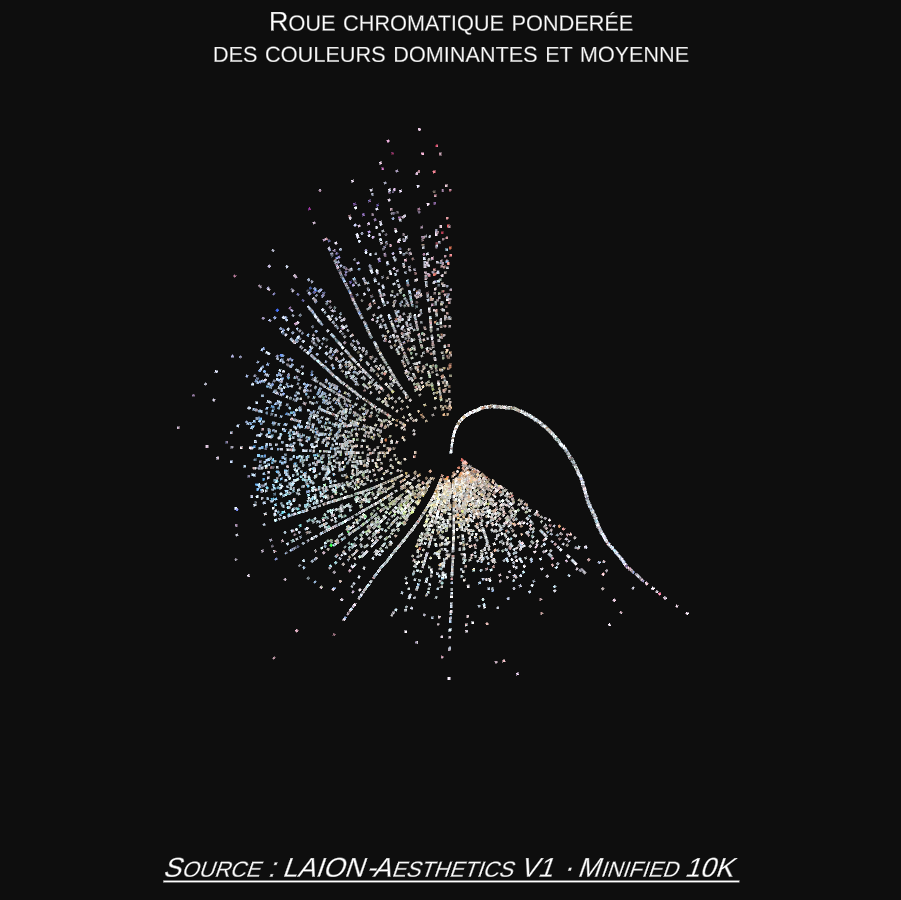 Roue chromatique pondérée
des couleurs dominantes et moyenne
Source : LAION-Aesthetics V1 · Minified 10K